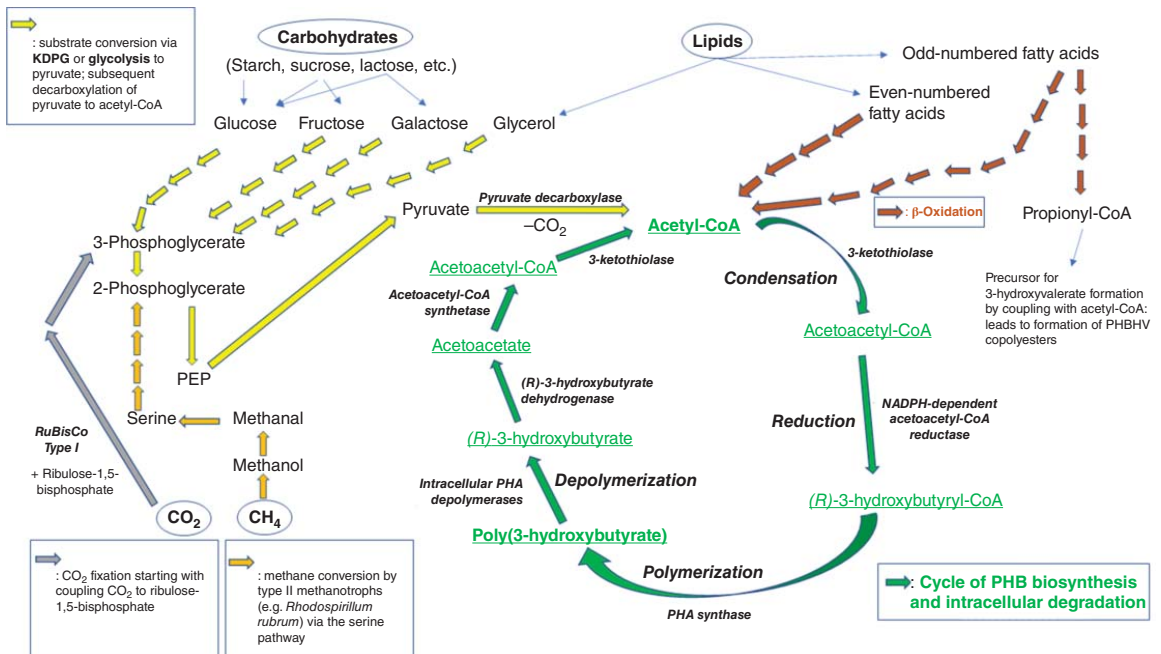 : substrate conversion via
KDPG or glycolysis to
pyruvate; subsequent
decarboxylation of
pyruvate to acetyl-CoA
Carbohydrates
(Starch, sucrose, lactose, etc.)
Glucose
Fructose
Galactose
Glycerol
Lipids
Odd-numbered fatty acids
Even-numbered
fatty acids
Pyruvate
Pyruvate decarboxylase
–CO₂
Acetyl-CoA
: β-Oxidation
Propionyl-CoA
Precursor for
3-hydroxyvalerate formation
by coupling with acetyl-CoA:
leads to formation of PHBHV
copolyesters
3-Phosphoglycerate
2-Phosphoglycerate
PEP
Serine
Methanal
Methanol
RuBisCo
Type I
+ Ribulose-1,5-
bisphosphate
CO₂
CH₄
: CO₂ fixation starting with
coupling CO₂ to ribulose-
1,5-bisphosphate
: methane conversion by
type II methanotrophs
(e.g. Rhodospirillum
rubrum) via the serine
pathway
3-ketothiolase
Condensation
Acetoacetyl-CoA
Reduction
NADPH-dependent
acetoacetyl-CoA
reductase
(R)-3-hydroxybutyryl-CoA
Polymerization
PHA synthase
Poly(3-hydroxybutyrate)
Intracellular PHA
depolymerases
Depolymerization
(R)-3-hydroxybutyrate
(R)-3-hydroxybutyrate
dehydrogenase
Acetoacetate
Acetoacetyl-CoA
synthetase
Acetoacetyl-CoA
3-ketothiolase
: Cycle of PHB biosynthesis
and intracellular degradation